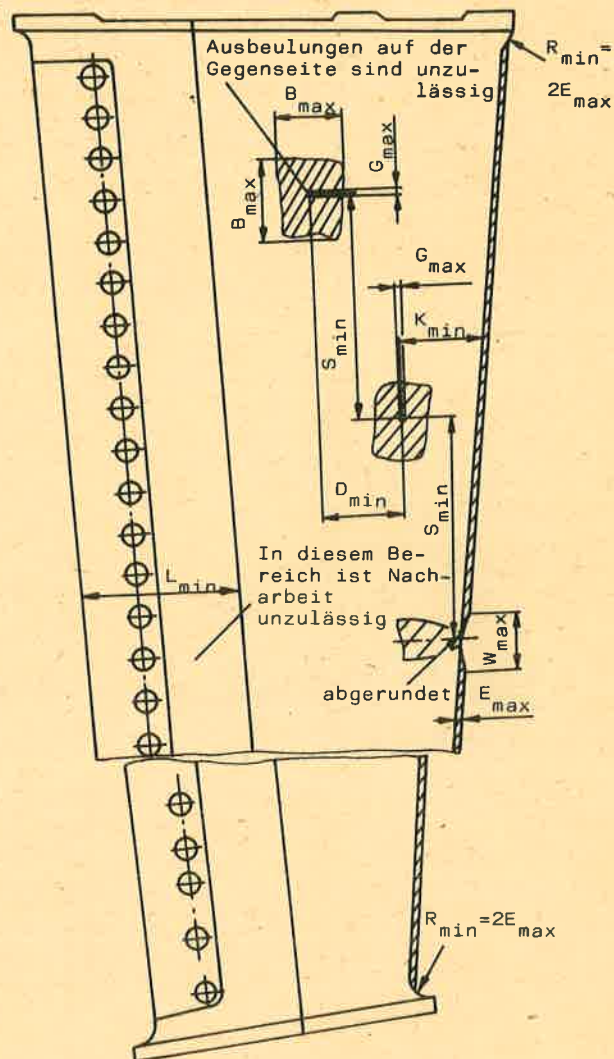 Ausbeulungen auf der
Gegenseite sind unzu-
lässig
R min =
2E max
B max
G max
B max
G max
K min
S min
D min
S min
In diesem Be-
reich ist Nach-
arbeit
unzulässig
L min
W max
abgerundet
E max
R min =2E max